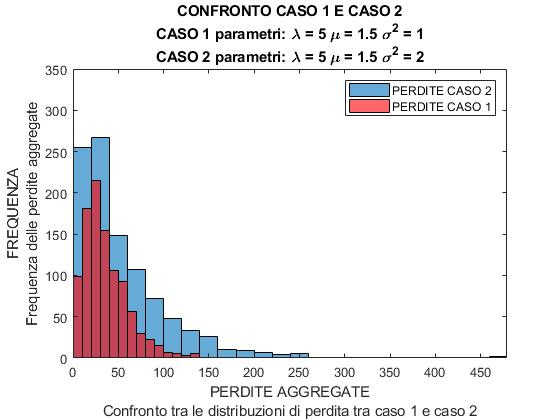 CONFRONTO CASO 1 E CASO 2
CASO 1 parametri: λ = 5 μ = 1.5 σ² = 1
CASO 2 parametri: λ = 5 μ = 1.5 σ² = 2
350
300
250
200
150
100
50
0
FREQUENZA
Frequenza delle perdite aggregate
PERDITE CASO 2
PERDITE CASO 1
0 50 100 150 200 250 300 350 400 450
PERDITE AGGREGATE
Confronto tra le distribuzioni di perdita tra caso 1 e caso 2